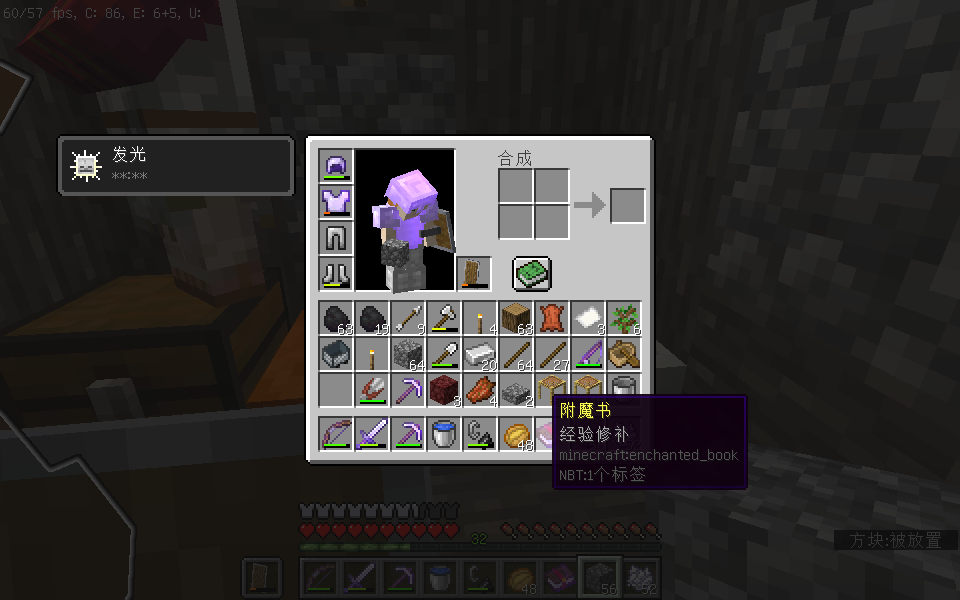 60/57 fps, C: 86, E: 6+5, U:
发光
**:**
合成
63
19
9
4
63
3
6
64
20
64
27
3
4
2
48
附魔书
经验修补
minecraft:enchanted_book
NBT:1个标签
32
方块:被放置
48
56
52